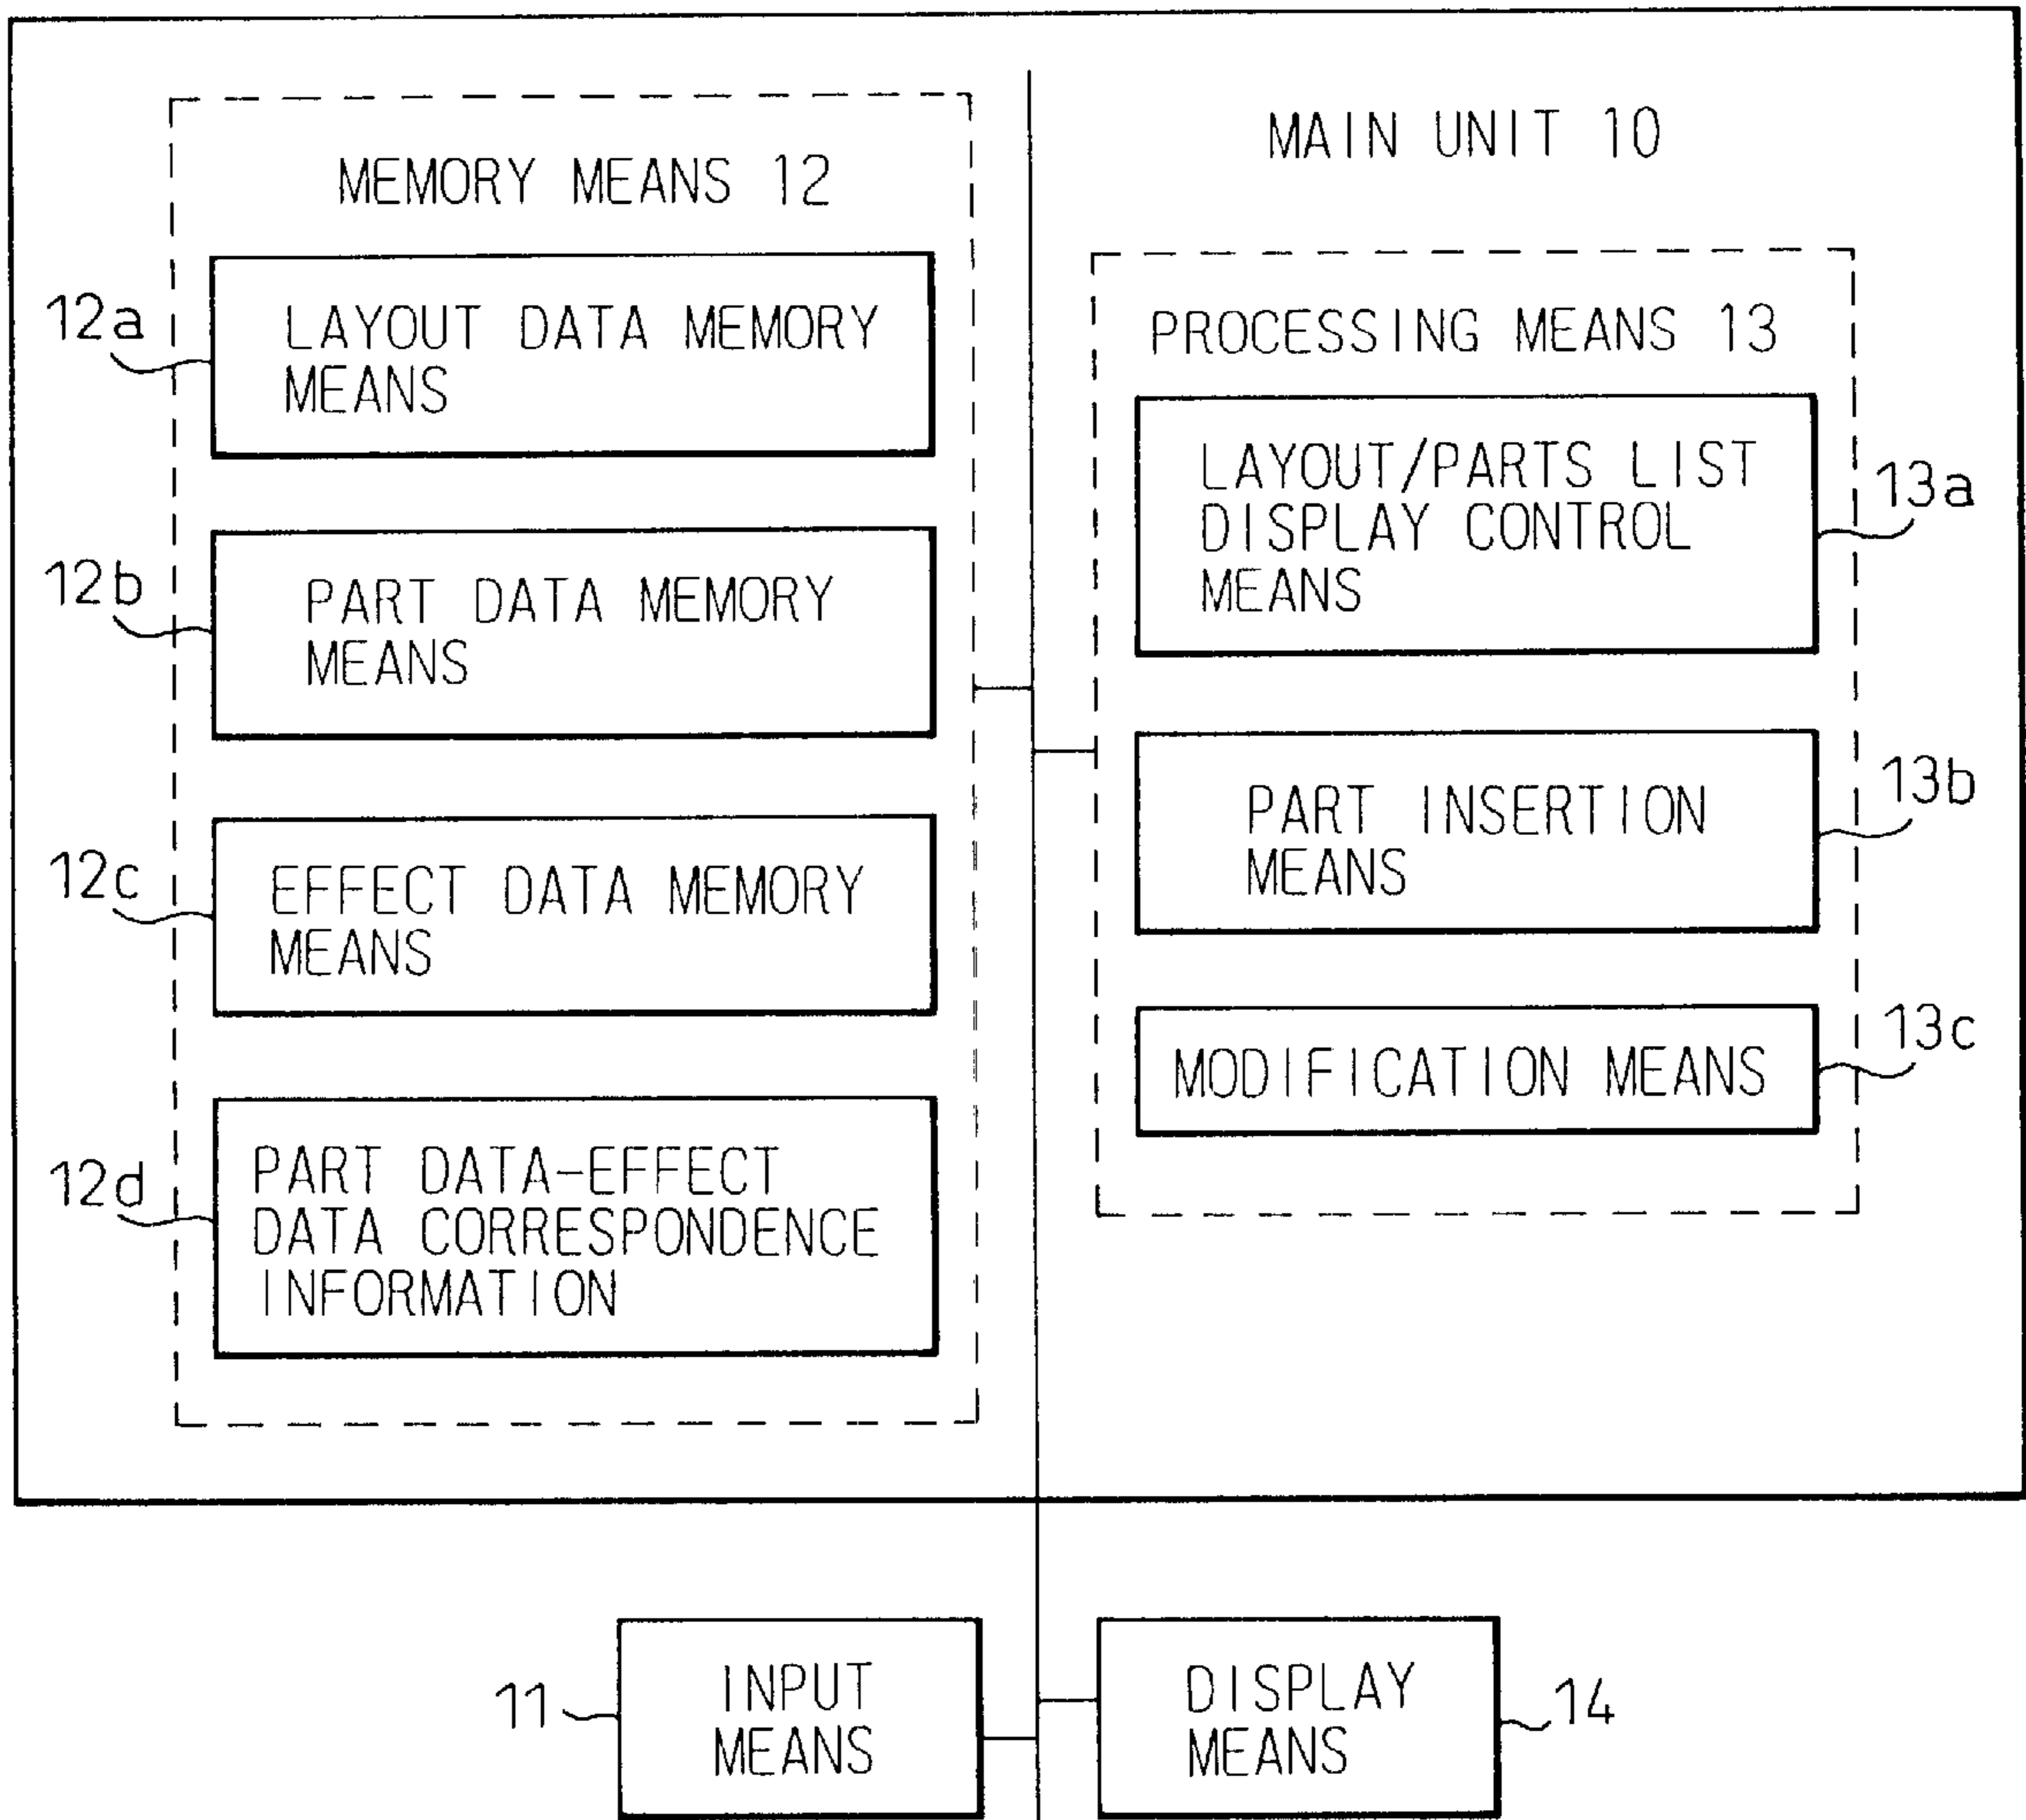 MAIN UNIT 10
MEMORY MEANS 12
12a
LAYOUT DATA MEMORY
MEANS
12b
PART DATA MEMORY
MEANS
12c
EFFECT DATA MEMORY
MEANS
12d
PART DATA-EFFECT
DATA CORRESPONDENCE
INFORMATION
PROCESSING MEANS 13
LAYOUT/PARTS LIST
DISPLAY CONTROL
MEANS
13a
PART INSERTION
MEANS
13b
MODIFICATION MEANS
13c
11
INPUT
MEANS
DISPLAY
MEANS
14